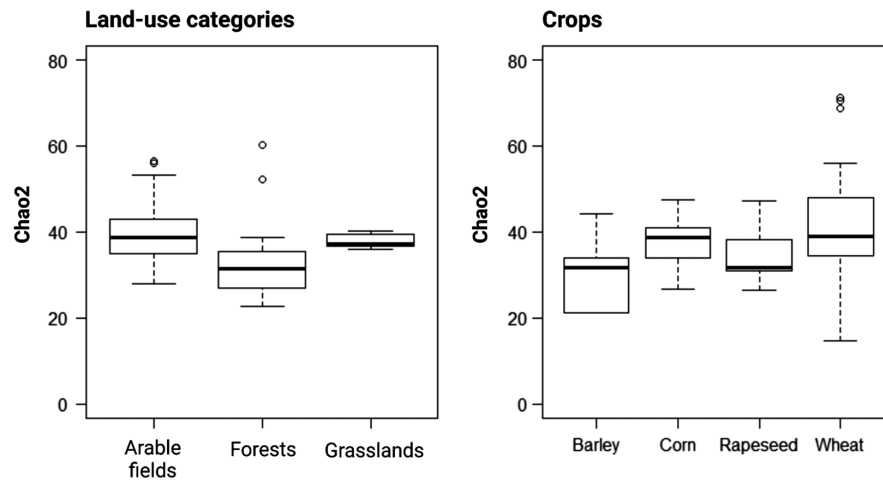 Land-use categories
Chao2
80
60
40
20
0
Arable
fields
Forests
Grasslands
Crops
Chao2
80
60
40
20
0
Barley
Corn
Rapeseed
Wheat